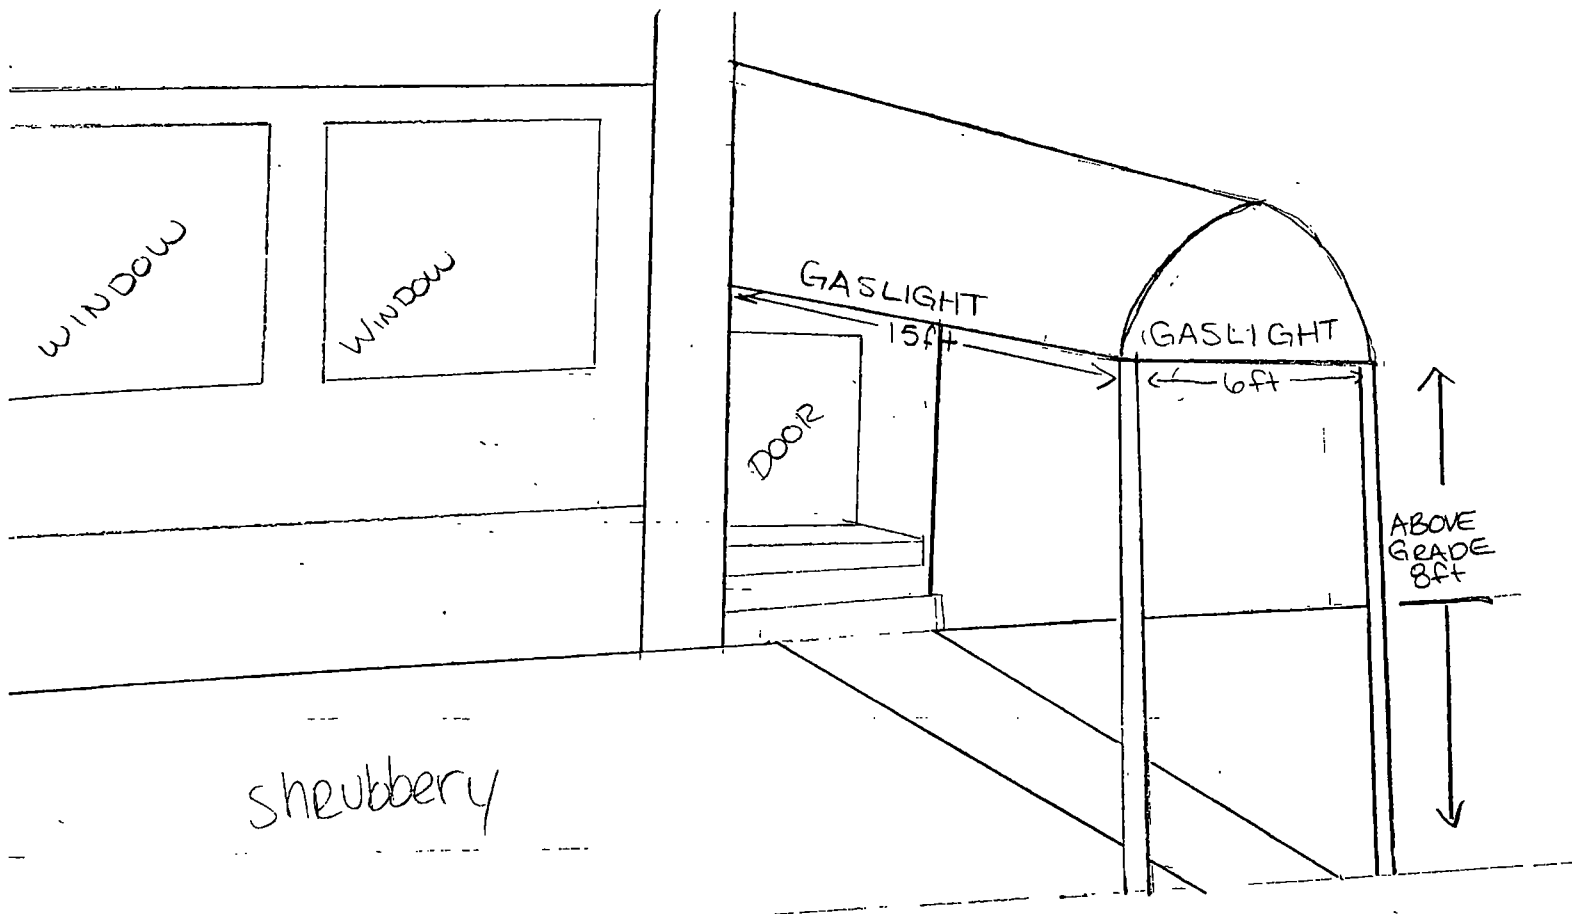 WINDOW
WINDOW
GASLIGHT
15ft
GASLIGHT
6ft
DOOR
ABOVE
GRADE
8ft
shrubbery